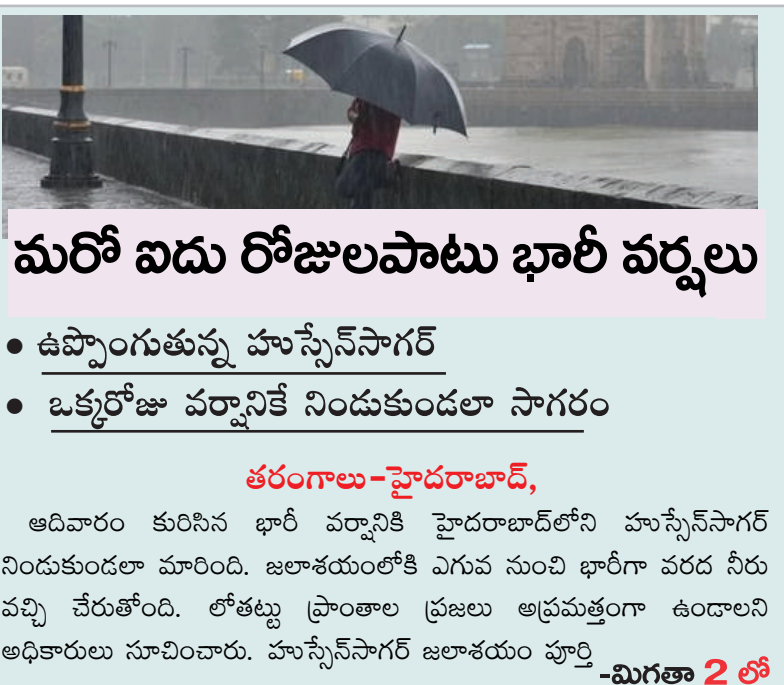 మరో ఐదు రోజులపాటు భారీ వర్షలు
• ఉప్పొంగుతున్న హుస్సేన్‌సాగర్
• ఒక్కరోజు వర్షానికే నిండుకుండలా సాగరం
తరంగాలు-హైదరాబాద్,
ఆదివారం కురిసిన భారీ వర్షానికి హైదరాబాద్‌లోని హుస్సేన్‌సాగర్
నిండుకుండలా మారింది. జలాశయంలోకి ఎగువ నుంచి భారీగా వరద నీరు
వచ్చి చేరుతోంది. లోతట్టు ప్రాంతాల ప్రజలు అప్రమత్తంగా ఉండాలని
అధికారులు సూచించారు. హుస్సేన్‌సాగర్ జలాశయం పూర్తి
-మిగతా 2 లో